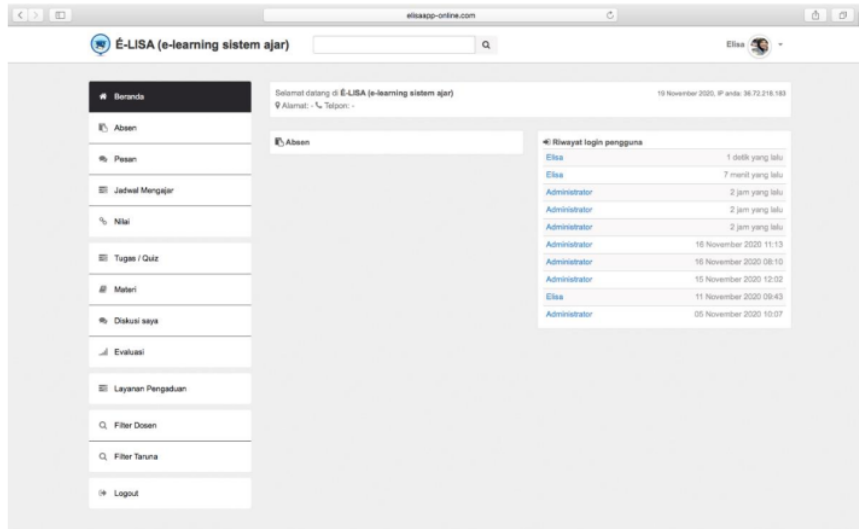 elisaapp-online.com
É-LISA (e-learning sistem ajar)
Elisa
Beranda
Absen
Pesan
Jadwal Mengajar
Nilai
Tugas / Quiz
Materi
Diskusi saya
Evaluasi
Layanan Pengaduan
Filter Dosen
Filter Taruna
Logout
Selamat datang di É-LISA (e-learning sistem ajar)
Alamat: - Telpon: -
19 November 2020, IP anda: 36.72.218.183
Absen
Riwayat login pengguna
Elisa 1 detik yang lalu
Elisa 7 menit yang lalu
Administrator 2 jam yang lalu
Administrator 2 jam yang lalu
Administrator 2 jam yang lalu
Administrator 16 November 2020 11:13
Administrator 16 November 2020 08:10
Administrator 15 November 2020 12:02
Elisa 11 November 2020 09:43
Administrator 05 November 2020 10:07